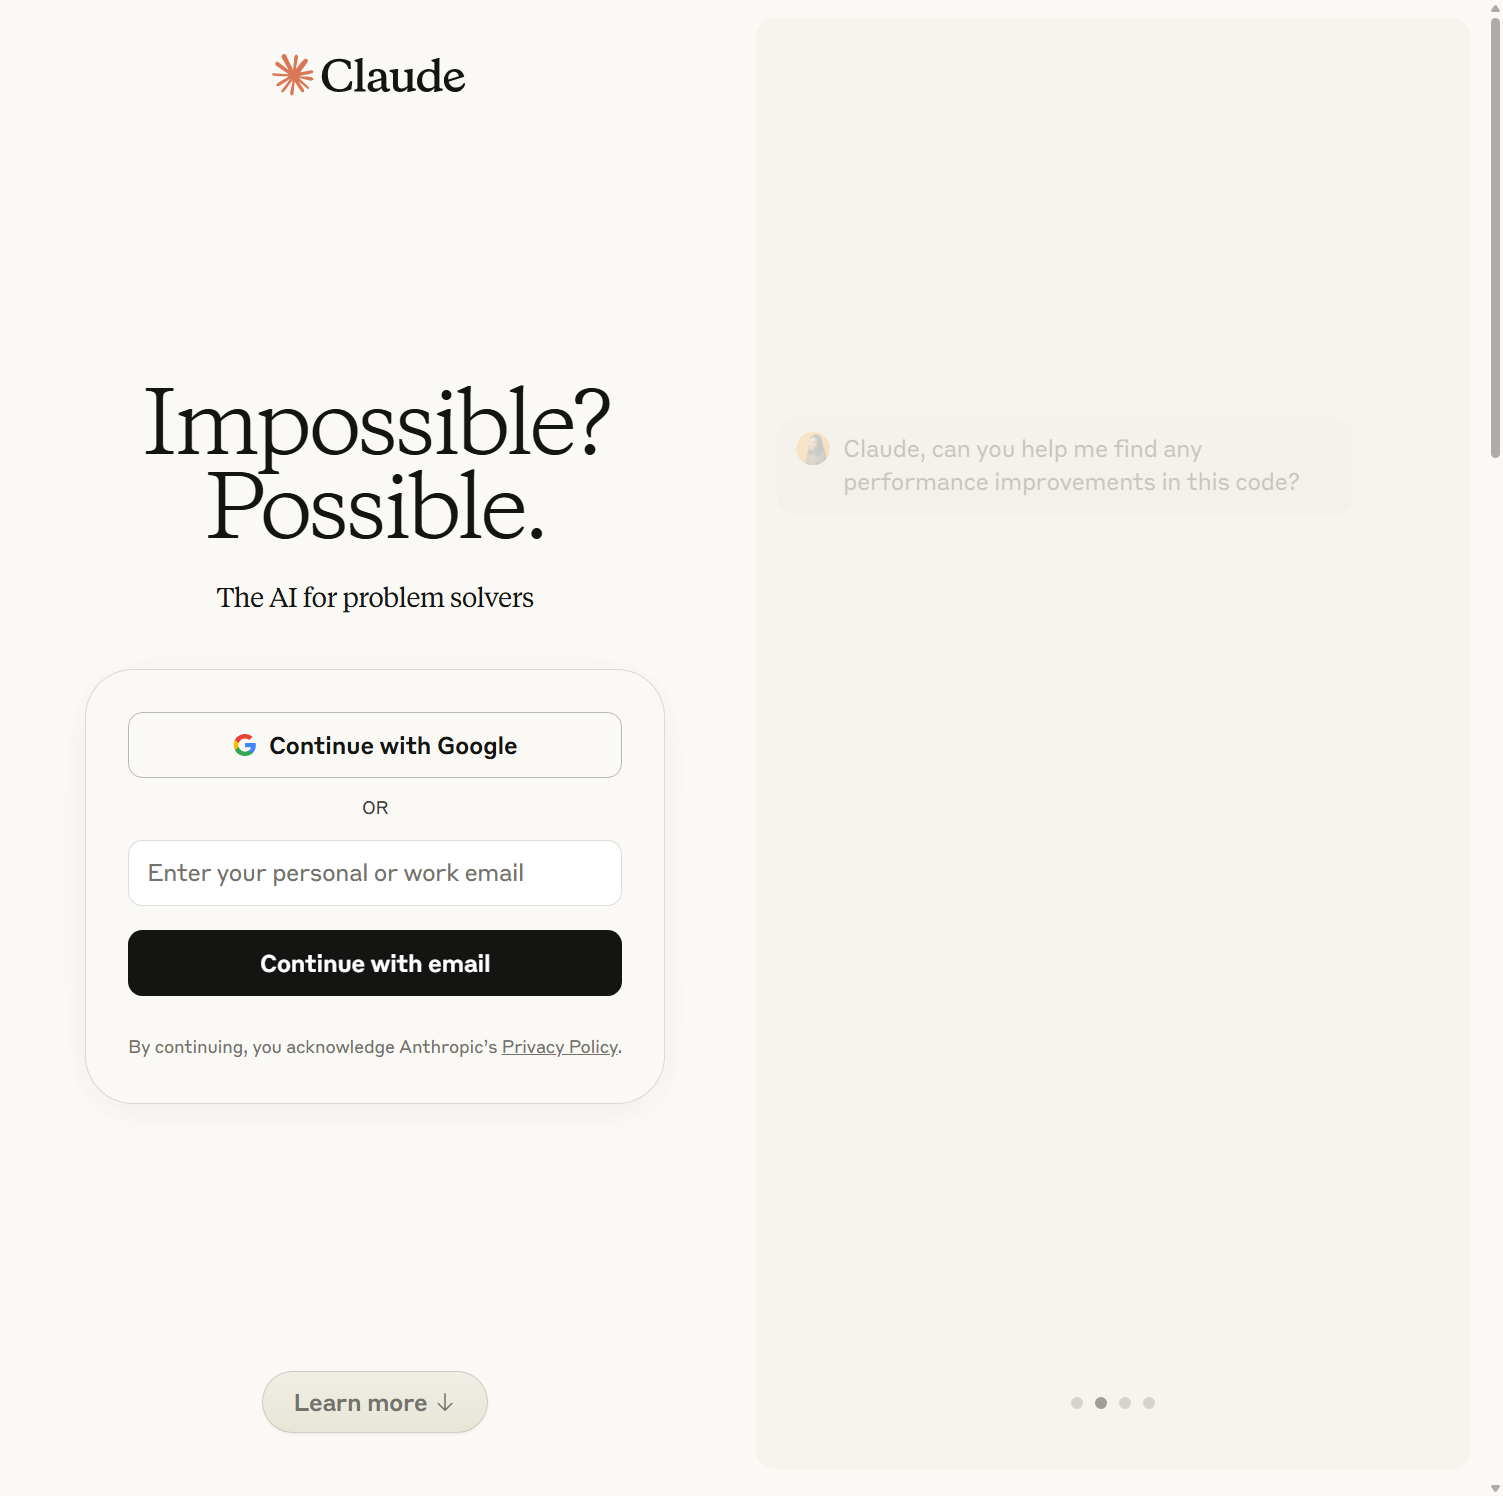 Claude
Impossible?
Possible.
The AI for problem solvers
Continue with Google
OR
Enter your personal or work email
Continue with email
By continuing, you acknowledge Anthropic’s Privacy Policy.
Learn more ↓
Claude, can you help me find any
performance improvements in this code?